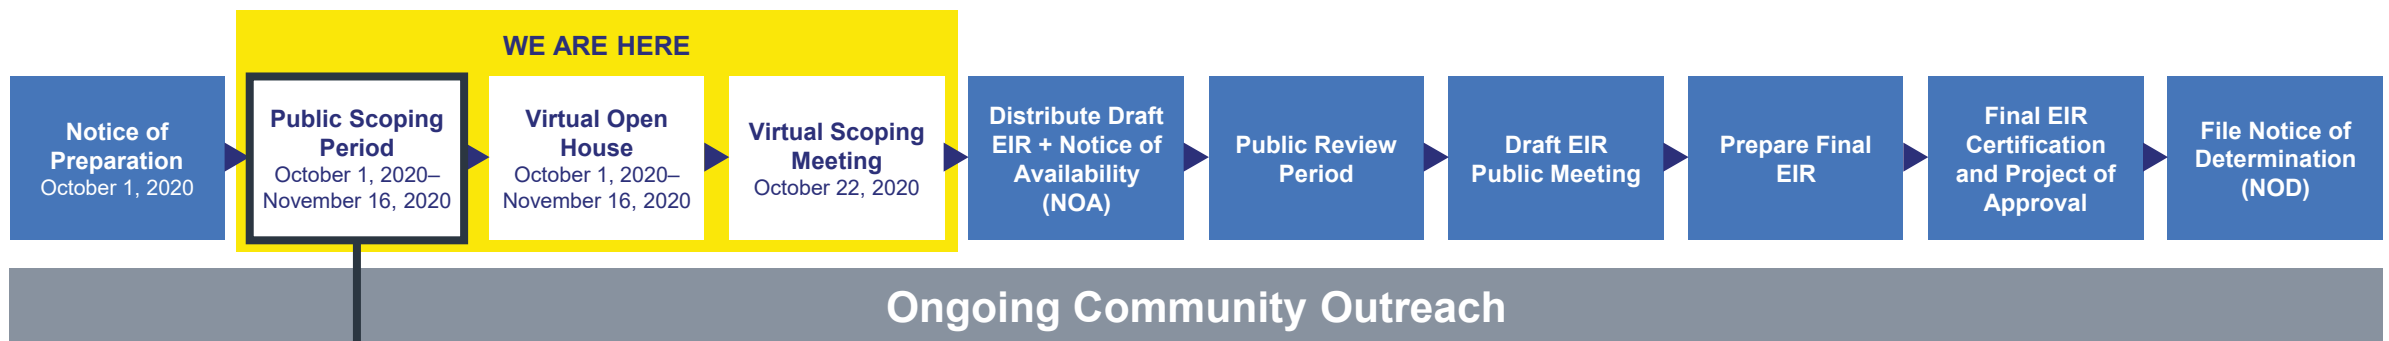 WE ARE HERE
Notice of
Preparation
October 1, 2020
Public Scoping
Period
October 1, 2020–
November 16, 2020
Virtual Open
House
October 1, 2020–
November 16, 2020
Virtual Scoping
Meeting
October 22, 2020
Distribute Draft
EIR + Notice of
Availability
(NOA)
Public Review
Period
Draft EIR
Public Meeting
Prepare Final
EIR
Final EIR
Certification
and Project of
Approval
File Notice of
Determination
(NOD)
Ongoing Community Outreach